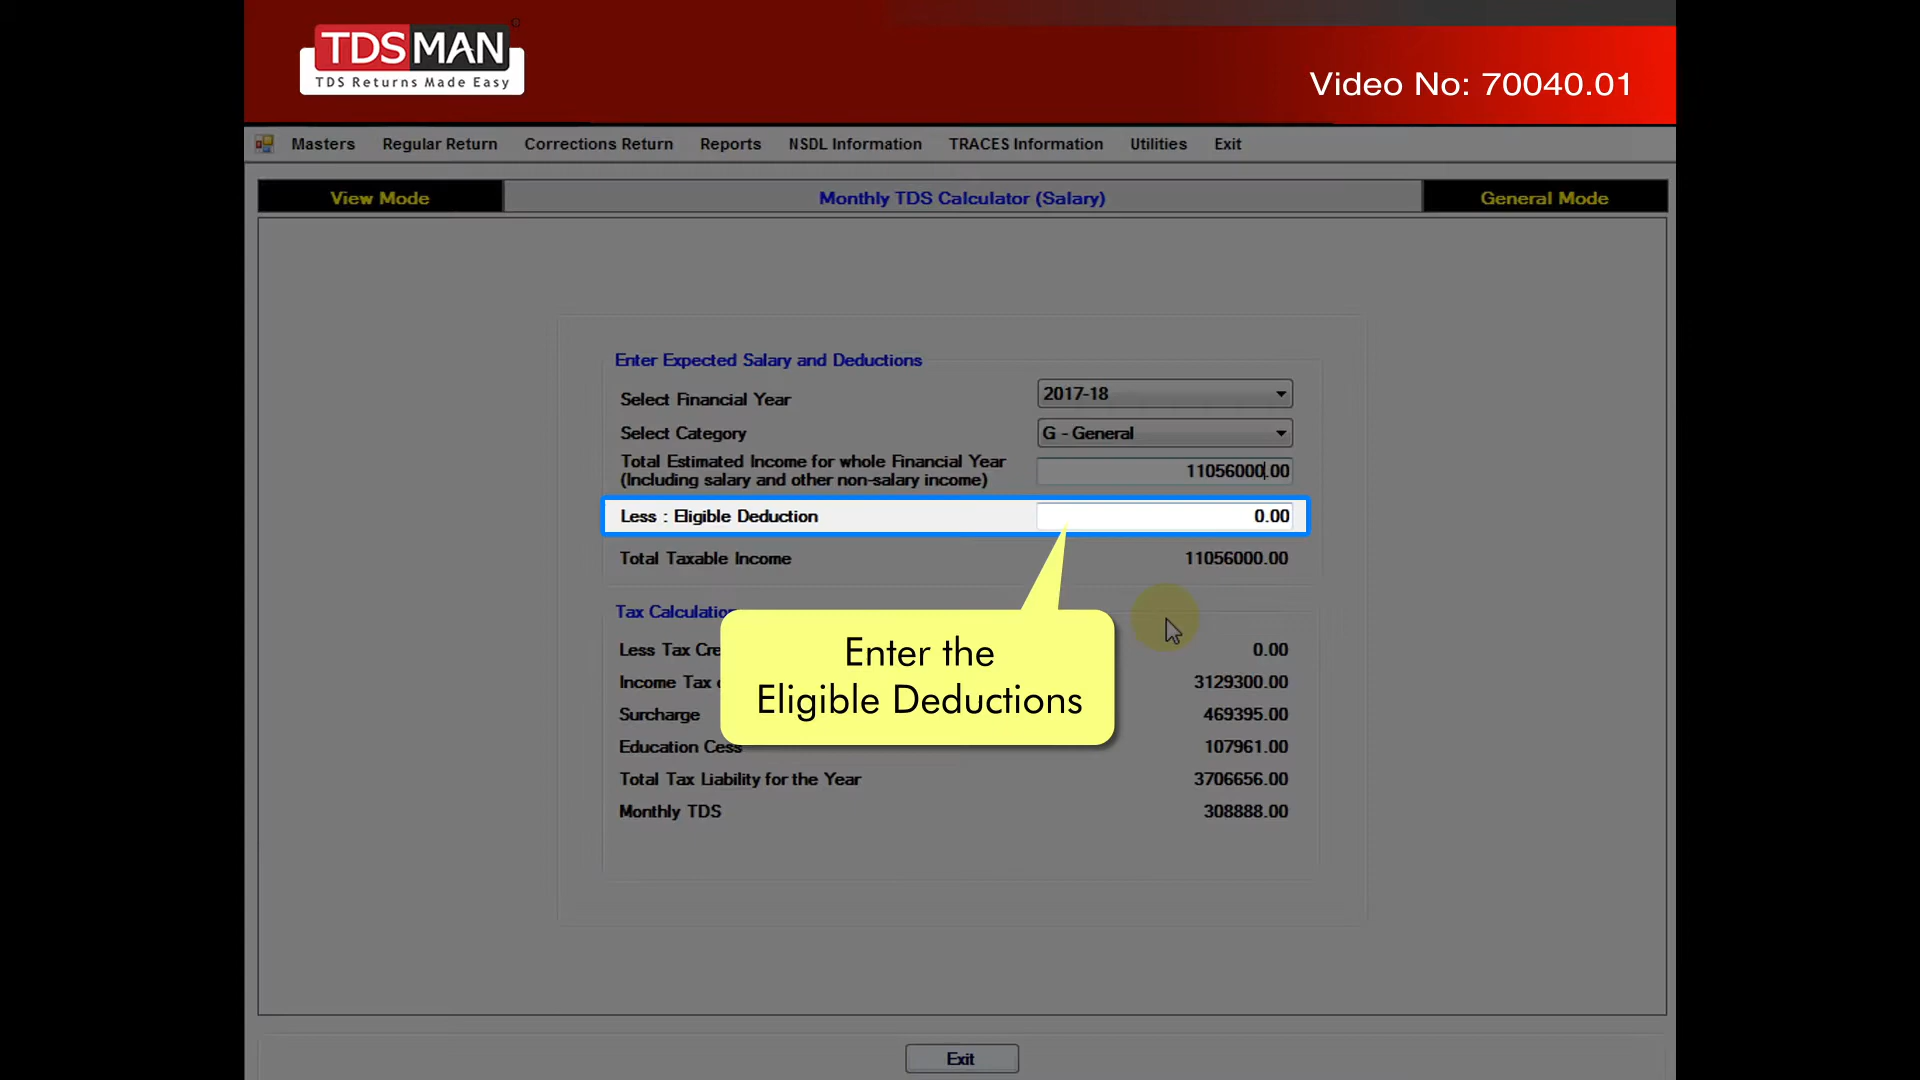 TDSMAN
TDS Returns Made Easy
Video No: 70040.01
Masters Regular Return Corrections Return Reports NSDL Information TRACES Information Utilities Exit
View Mode Monthly TDS Calculator (Salary) General Mode
Enter Expected Salary and Deductions
Select Financial Year 2017-18
Select Category G - General
Total Estimated Income for whole Financial Year
(Including salary and other non-salary income) 11056000.00
Less : Eligible Deduction 0.00
Total Taxable Income 11056000.00
Tax Calculation
Less Tax Cre 0.00
Income Tax 3129300.00
Surcharge 469395.00
Education Cess 107961.00
Total Tax Liability for the Year 3706656.00
Monthly TDS 308888.00
Enter the
Eligible Deductions
Exit